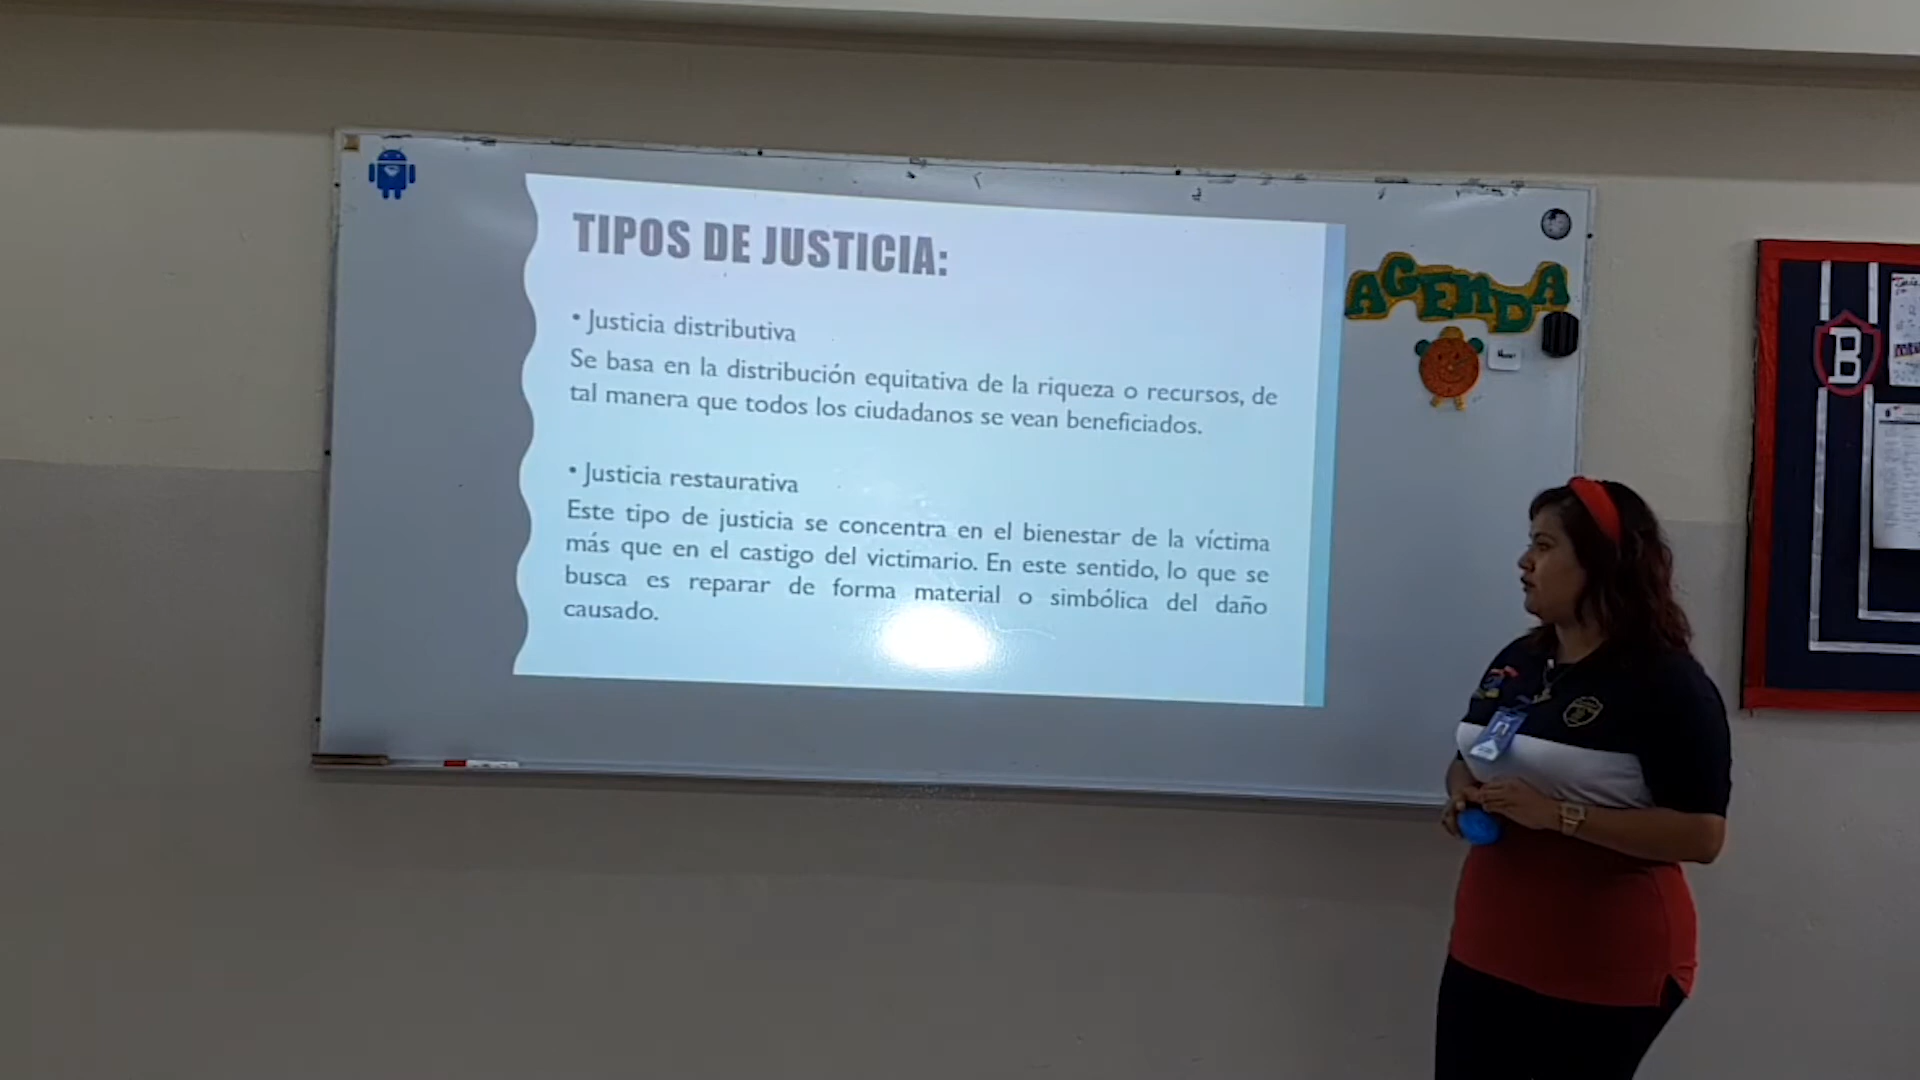 TIPOS DE JUSTICIA:
• Justicia distributiva
Se basa en la distribución equitativa de la riqueza o recursos, de
tal manera que todos los ciudadanos se vean beneficiados.
• Justicia restaurativa
Este tipo de justicia se concentra en el bienestar de la víctima
más que en el castigo del victimario. En este sentido, lo que se
busca es reparar de forma material o simbólica del daño
causado.
AGENDA
B